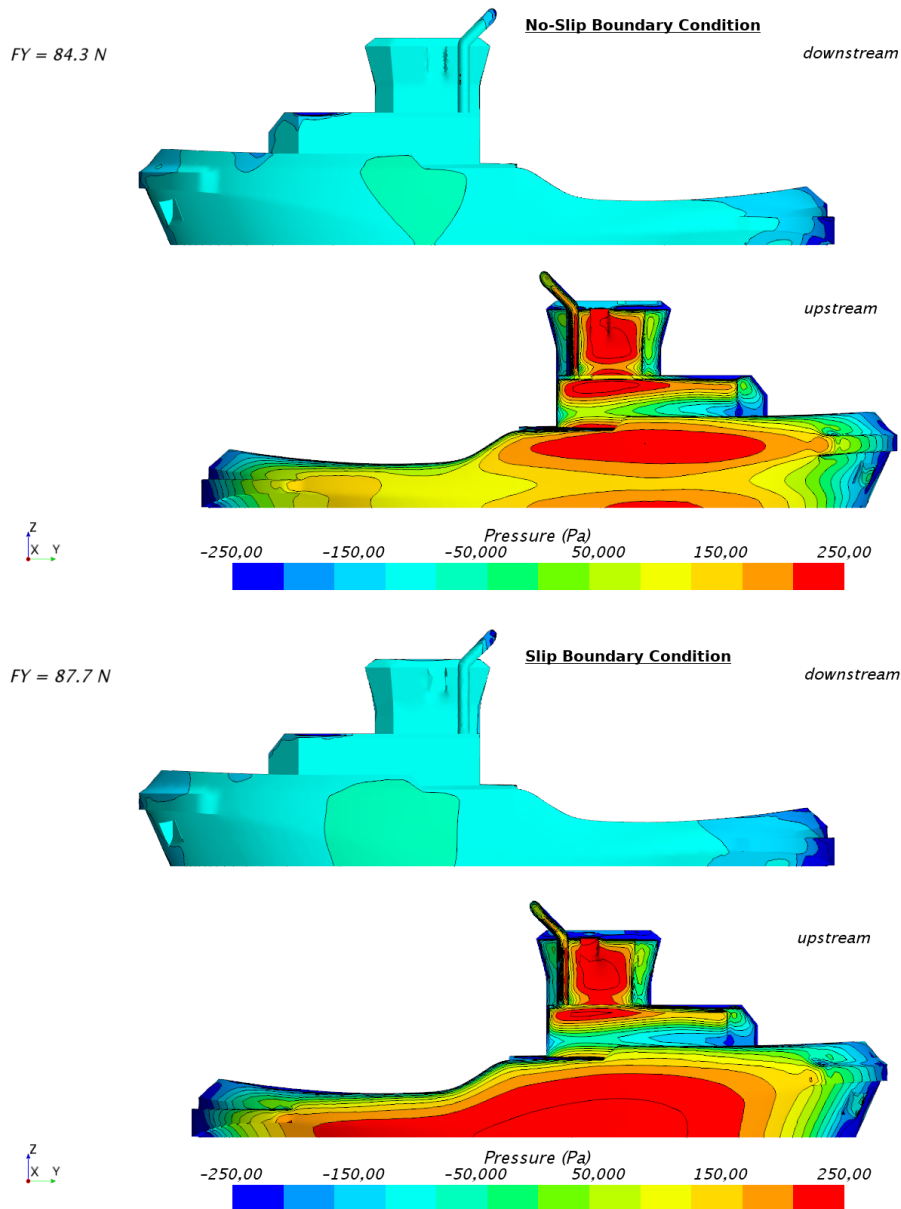 No-Slip Boundary Condition
FY = 84.3 N
downstream
upstream
Z
X Y
Pressure (Pa)
-250,00 -150,00 -50,000 50,000 150,00 250,00
Slip Boundary Condition
FY = 87.7 N
downstream
upstream
Z
X Y
Pressure (Pa)
-250,00 -150,00 -50,000 50,000 150,00 250,00